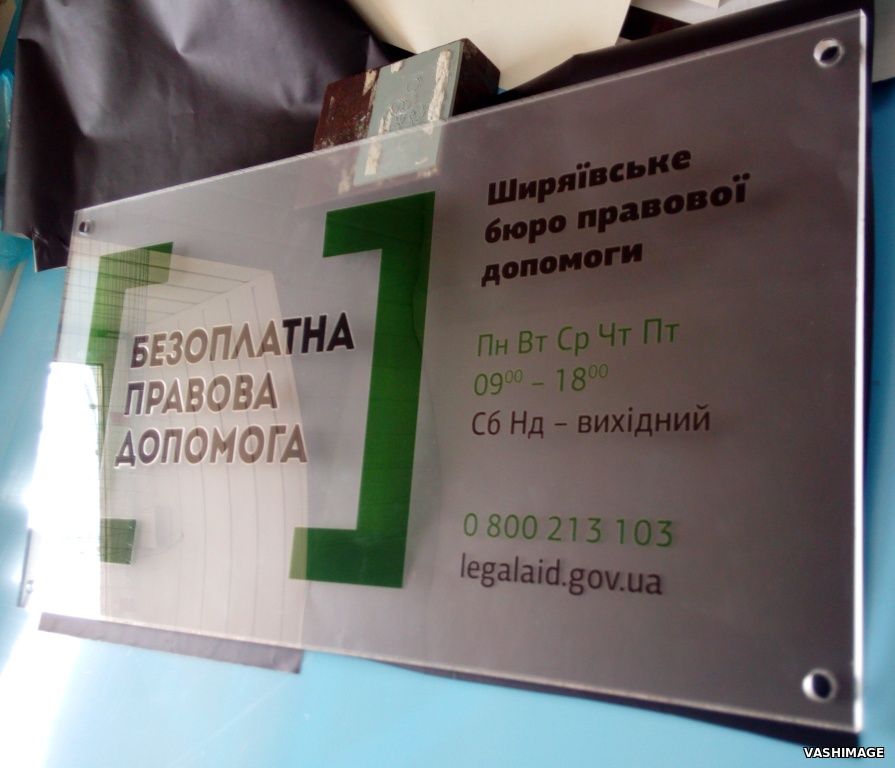 БЕЗОПЛАТНА
ПРАВОВА
ДОПОМОГА
Ширяївське
бюро правової
допомоги
Пн Вт Ср Чт Пт
09⁰⁰ – 18⁰⁰
Сб Нд – вихідний
0 800 213 103
legalaid.gov.ua
VASHIMAGE